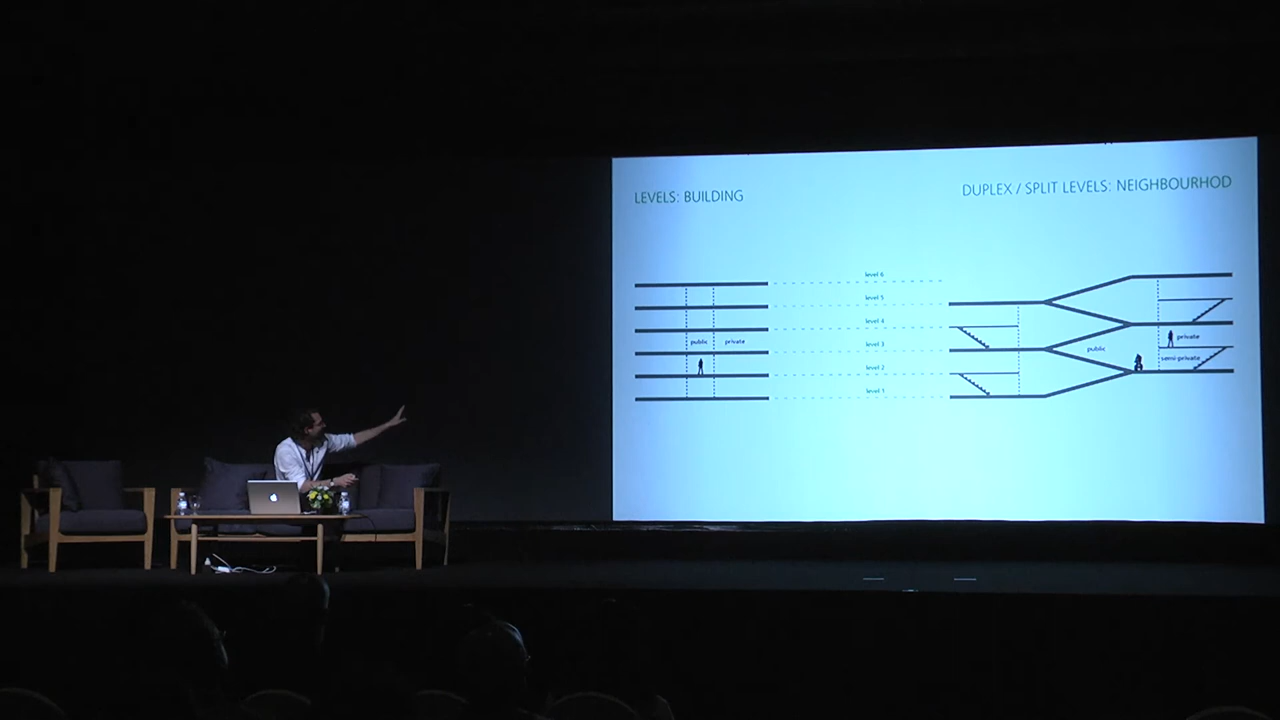 LEVELS: BUILDING
DUPLEX / SPLIT LEVELS: NEIGHBOURHOD
level 6
level 5
level 4
public private
level 3
level 2
level 1
public
private
semi-private